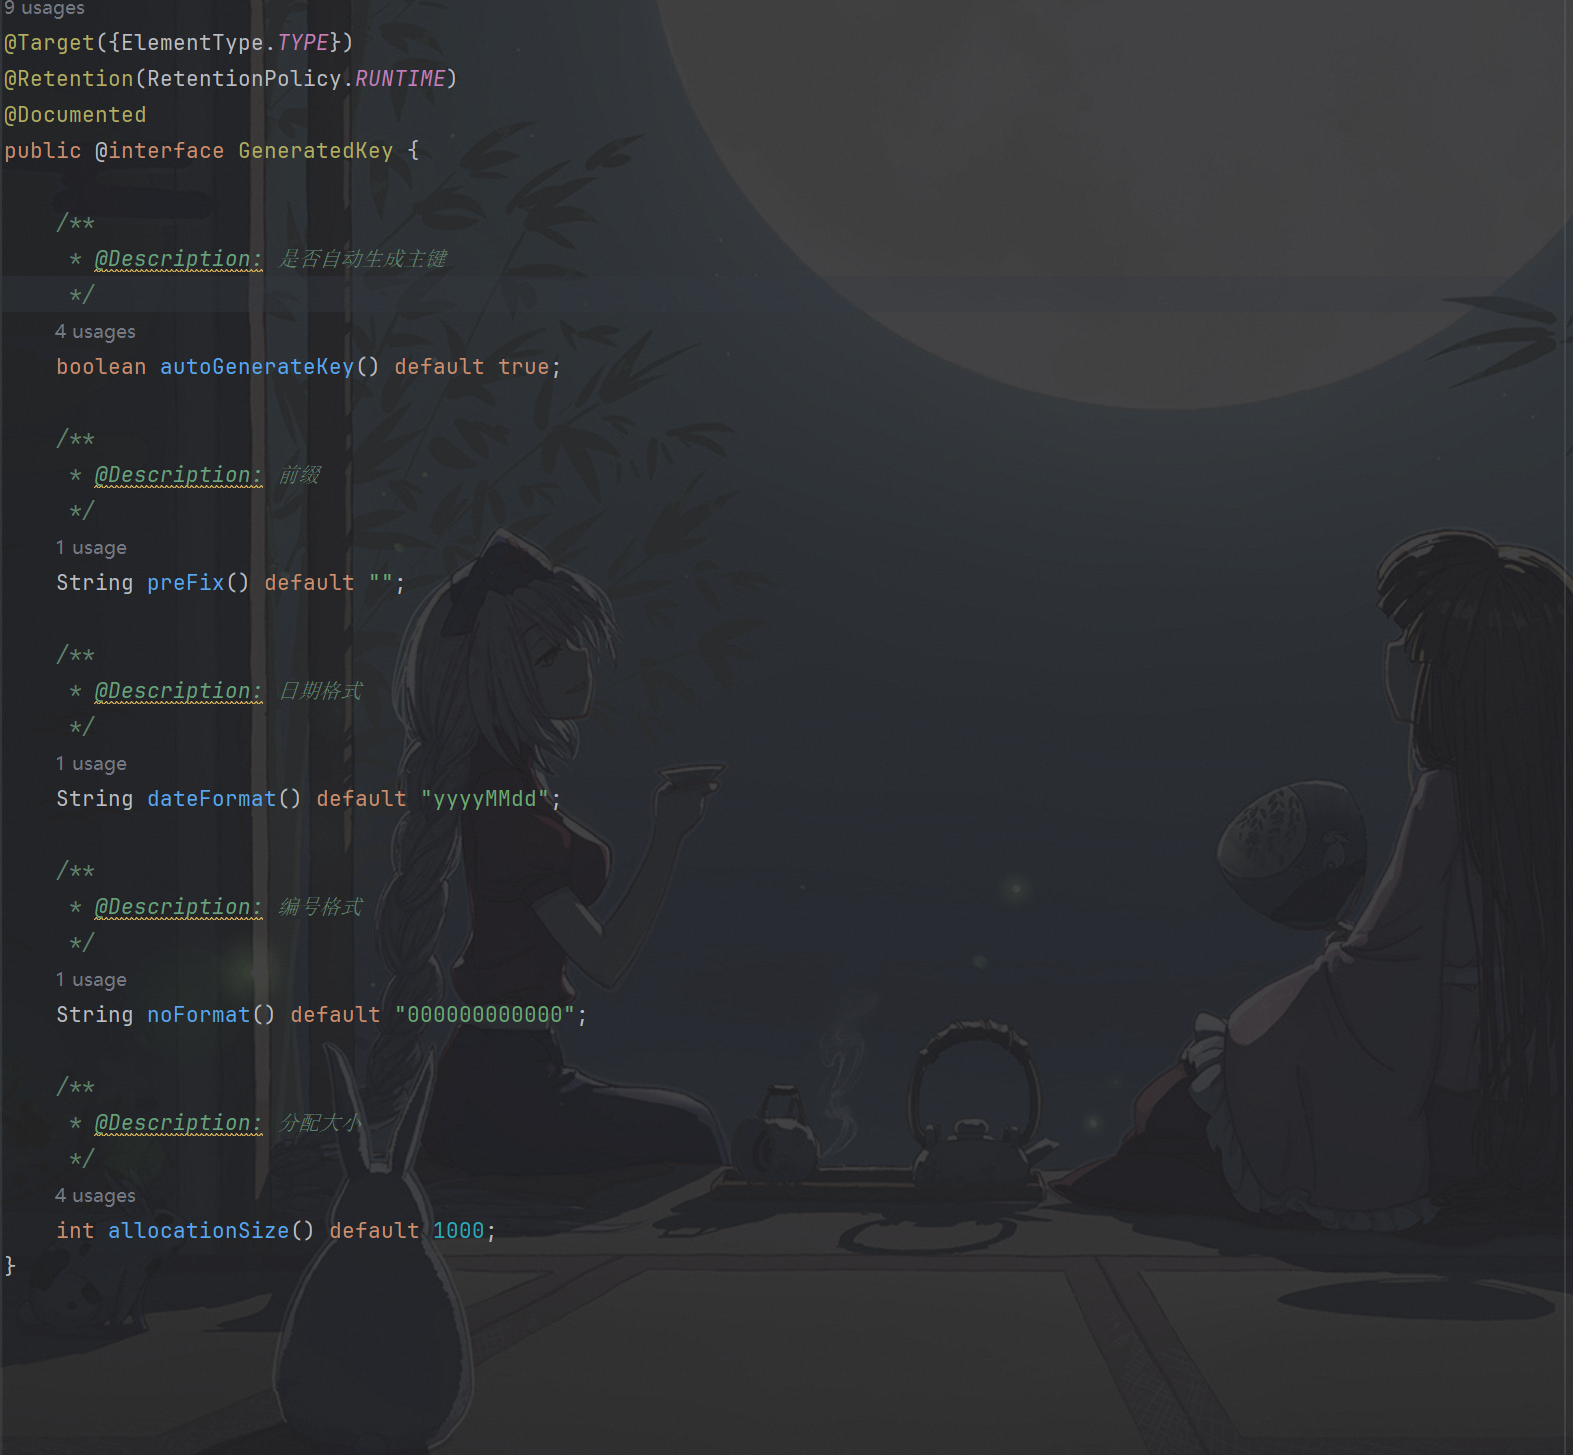 9 usages
@Target({ElementType.TYPE})
@Retention(RetentionPolicy.RUNTIME)
@Documented
public @interface GeneratedKey {
/**
* @Description: 是否自动生成主键
*/
4 usages
boolean autoGenerateKey() default true;
/**
* @Description: 前缀
*/
1 usage
String preFix() default "";
/**
* @Description: 日期格式
*/
1 usage
String dateFormat() default "yyyyMMdd";
/**
* @Description: 编号格式
*/
1 usage
String noFormat() default "000000000000";
/**
* @Description: 分配大小
*/
4 usages
int allocationSize() default 1000;
}